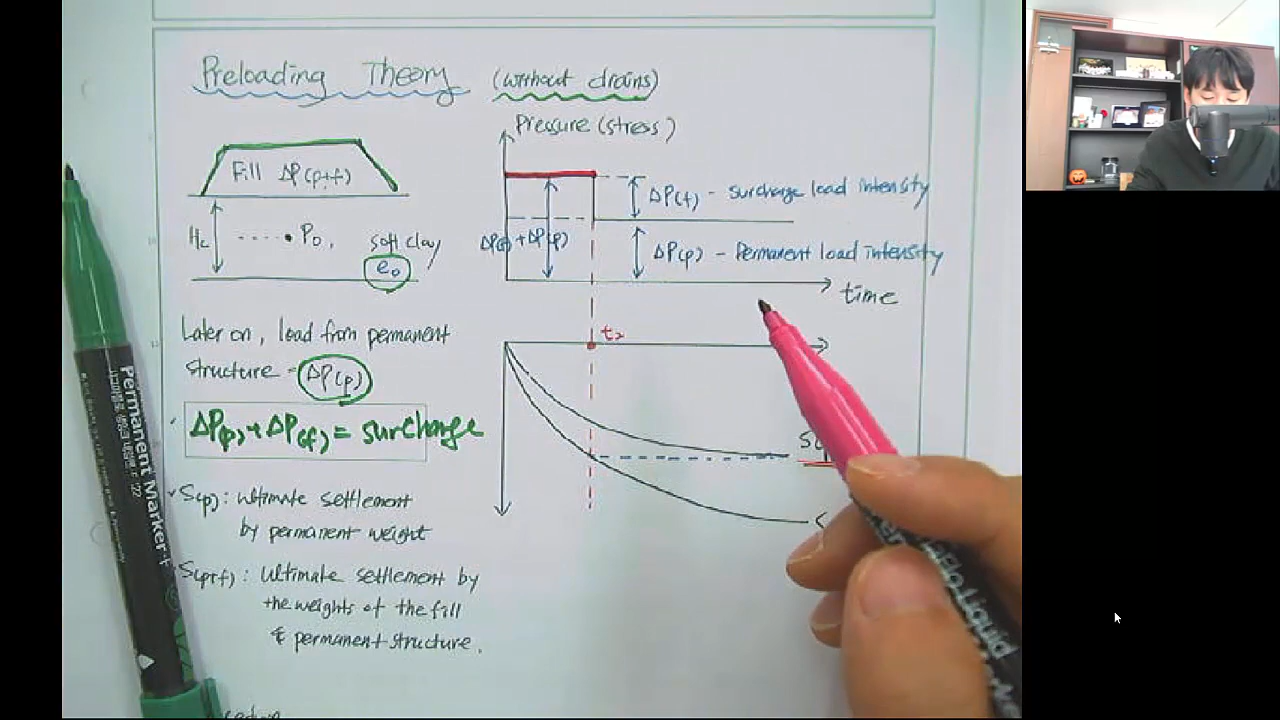 Preloading Theory (without drains)
Pressure (stress)
Fill ΔP(p+f)
Hc
P₀,
soft clay
e₀
ΔP(f) - surcharge load intensity
ΔP(f) + ΔP(p)
ΔP(p) - Permanent load intensity
time
t₂
Later on, load from permanent
structure - ΔP(p)
ΔP(p) + ΔP(f) = surcharge
S(p) : ultimate settlement
by permanent weight
S(p+f) : ultimate settlement by
the weights of the fill
& permanent structure.
Permanent Marker